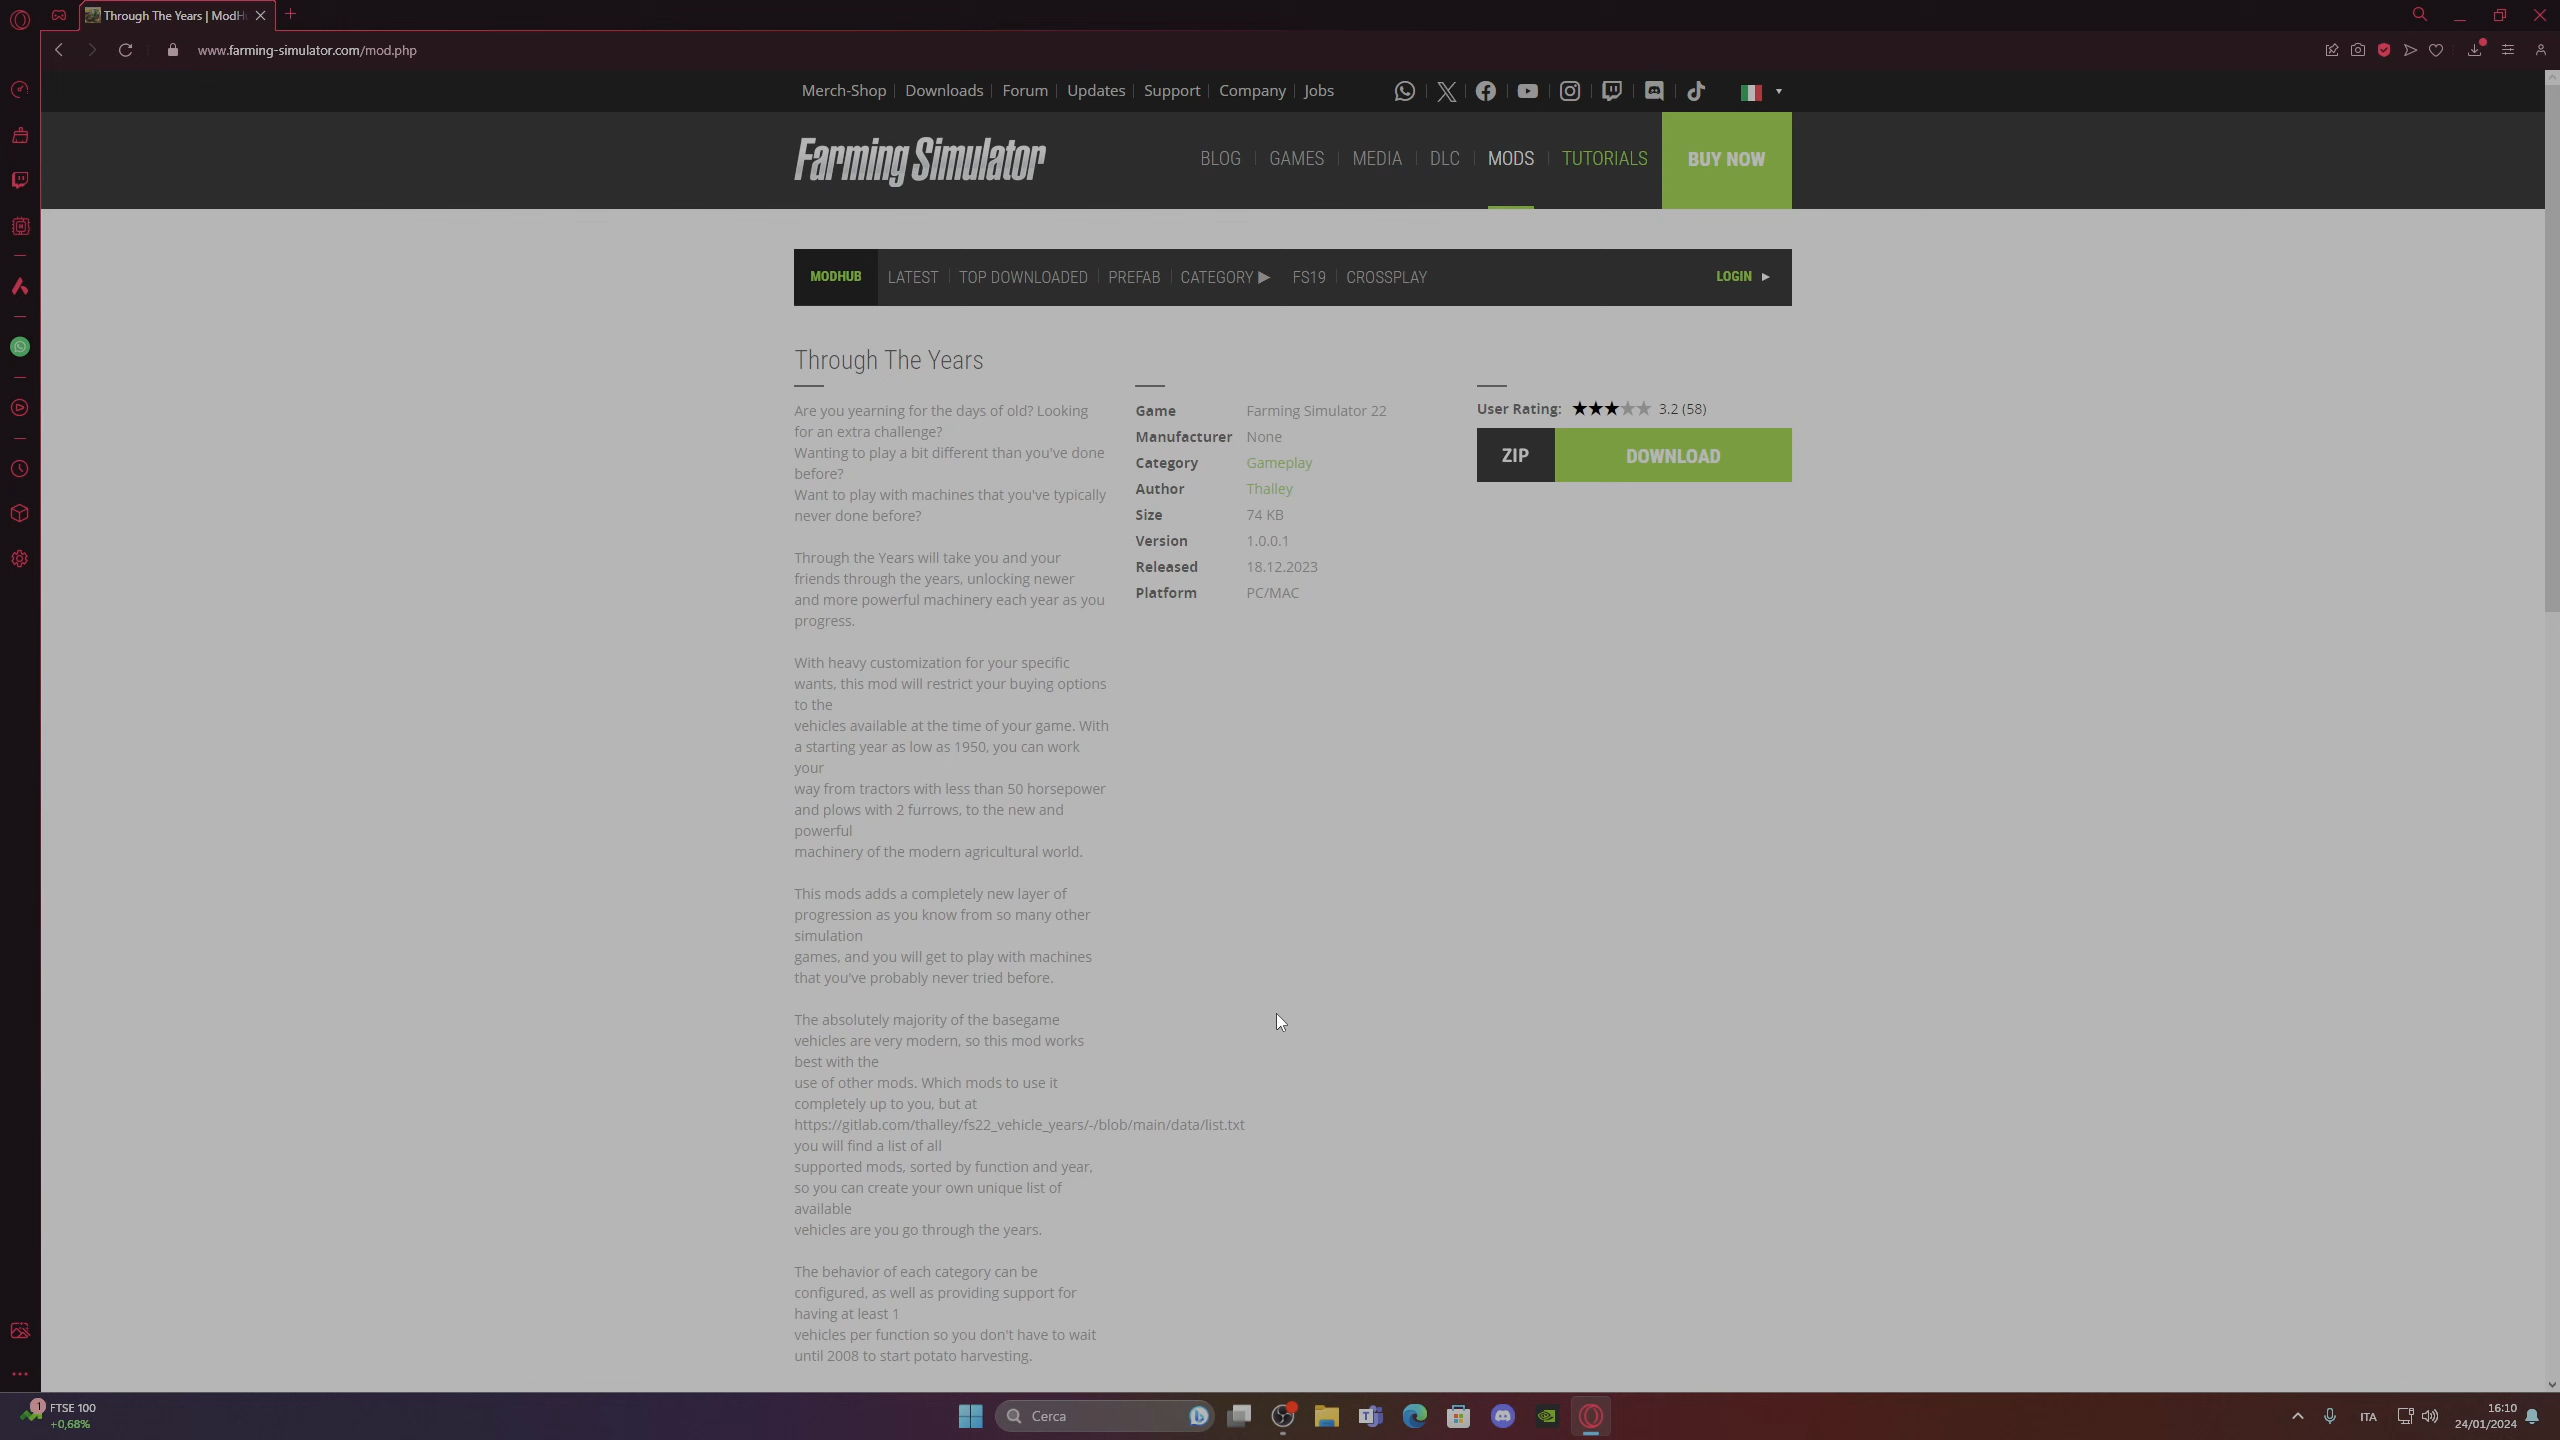 Through The Years | ModH
www.farming-simulator.com/mod.php
Merch-Shop Downloads Forum Updates Support Company Jobs
Farming Simulator
BLOG GAMES MEDIA DLC MODS TUTORIALS BUY NOW
MODHUB LATEST TOP DOWNLOADED PREFAB CATEGORY ▶ FS19 CROSSPLAY LOGIN ▶
Through The Years
Are you yearning for the days of old? Looking
for an extra challenge?
Wanting to play a bit different than you've done
before?
Want to play with machines that you've typically
never done before?
Through the Years will take you and your
friends through the years, unlocking newer
and more powerful machinery each year as you
progress.
With heavy customization for your specific
wants, this mod will restrict your buying options
to the
vehicles available at the time of your game. With
a starting year as low as 1950, you can work
your
way from tractors with less than 50 horsepower
and plows with 2 furrows, to the new and
powerful
machinery of the modern agricultural world.
This mods adds a completely new layer of
progression as you know from so many other
simulation
games, and you will get to play with machines
that you've probably never tried before.
The absolutely majority of the basegame
vehicles are very modern, so this mod works
best with the
use of other mods. Which mods to use it
completely up to you, but at
https://gitlab.com/thalley/fs22_vehicle_years/-/blob/main/data/list.txt
you will find a list of all
supported mods, sorted by function and year,
so you can create your own unique list of
available
vehicles are you go through the years.
The behavior of each category can be
configured, as well as providing support for
having at least 1
vehicles per function so you don't have to wait
until 2008 to start potato harvesting.
Game Farming Simulator 22
Manufacturer None
Category Gameplay
Author Thalley
Size 74 KB
Version 1.0.0.1
Released 18.12.2023
Platform PC/MAC
User Rating: 3.2 (58)
ZIP DOWNLOAD
1
FTSE 100
+0,68%
Cerca
ITA
16:10
24/01/2024